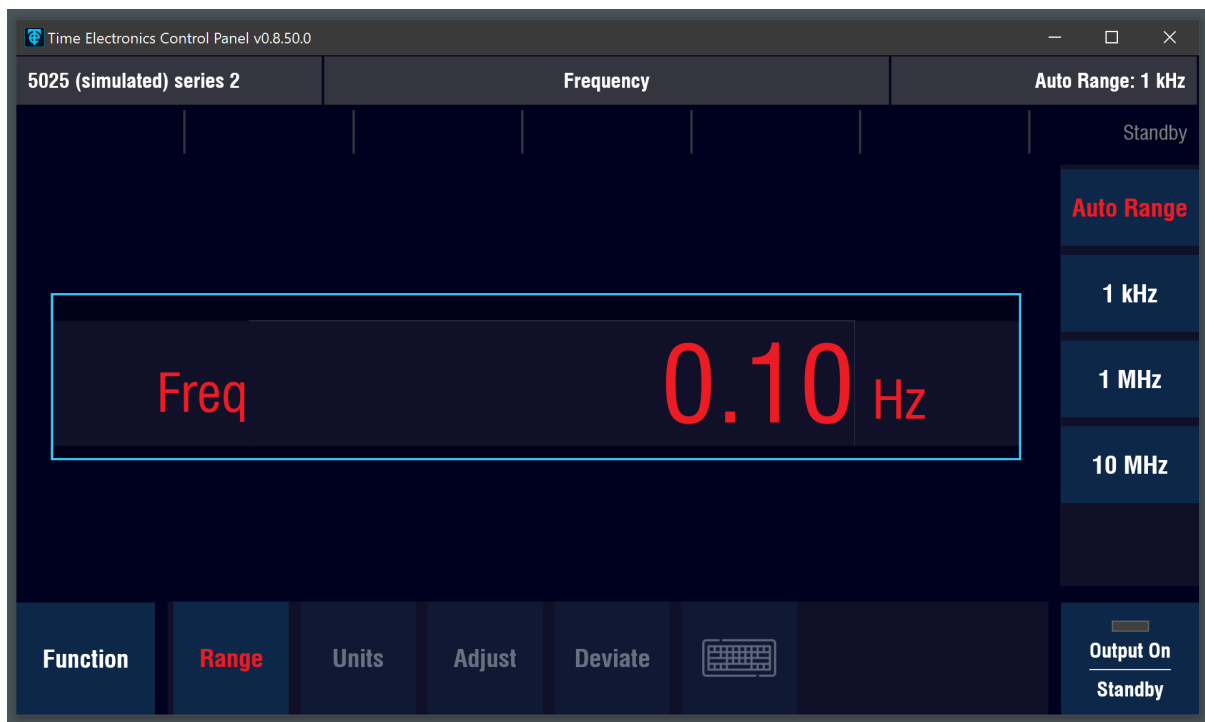 Time Electronics Control Panel v0.8.50.0
5025 (simulated) series 2
Frequency
Auto Range: 1 kHz
Standby
Auto Range
1 kHz
1 MHz
10 MHz
Freq 0.10 Hz
Function
Range
Units
Adjust
Deviate
Output On
Standby